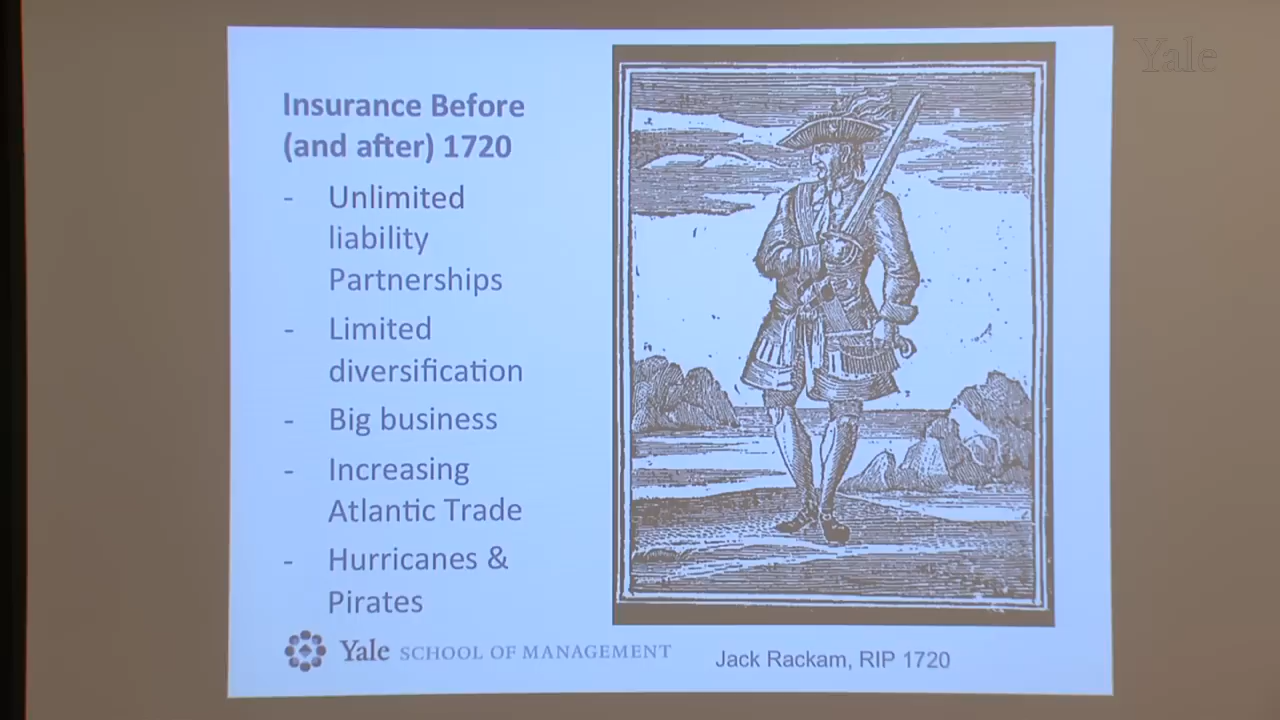 Yale
Insurance Before
(and after) 1720
- Unlimited
liability
Partnerships
- Limited
diversification
- Big business
- Increasing
Atlantic Trade
- Hurricanes &
Pirates
Yale SCHOOL OF MANAGEMENT
Jack Rackam, RIP 1720